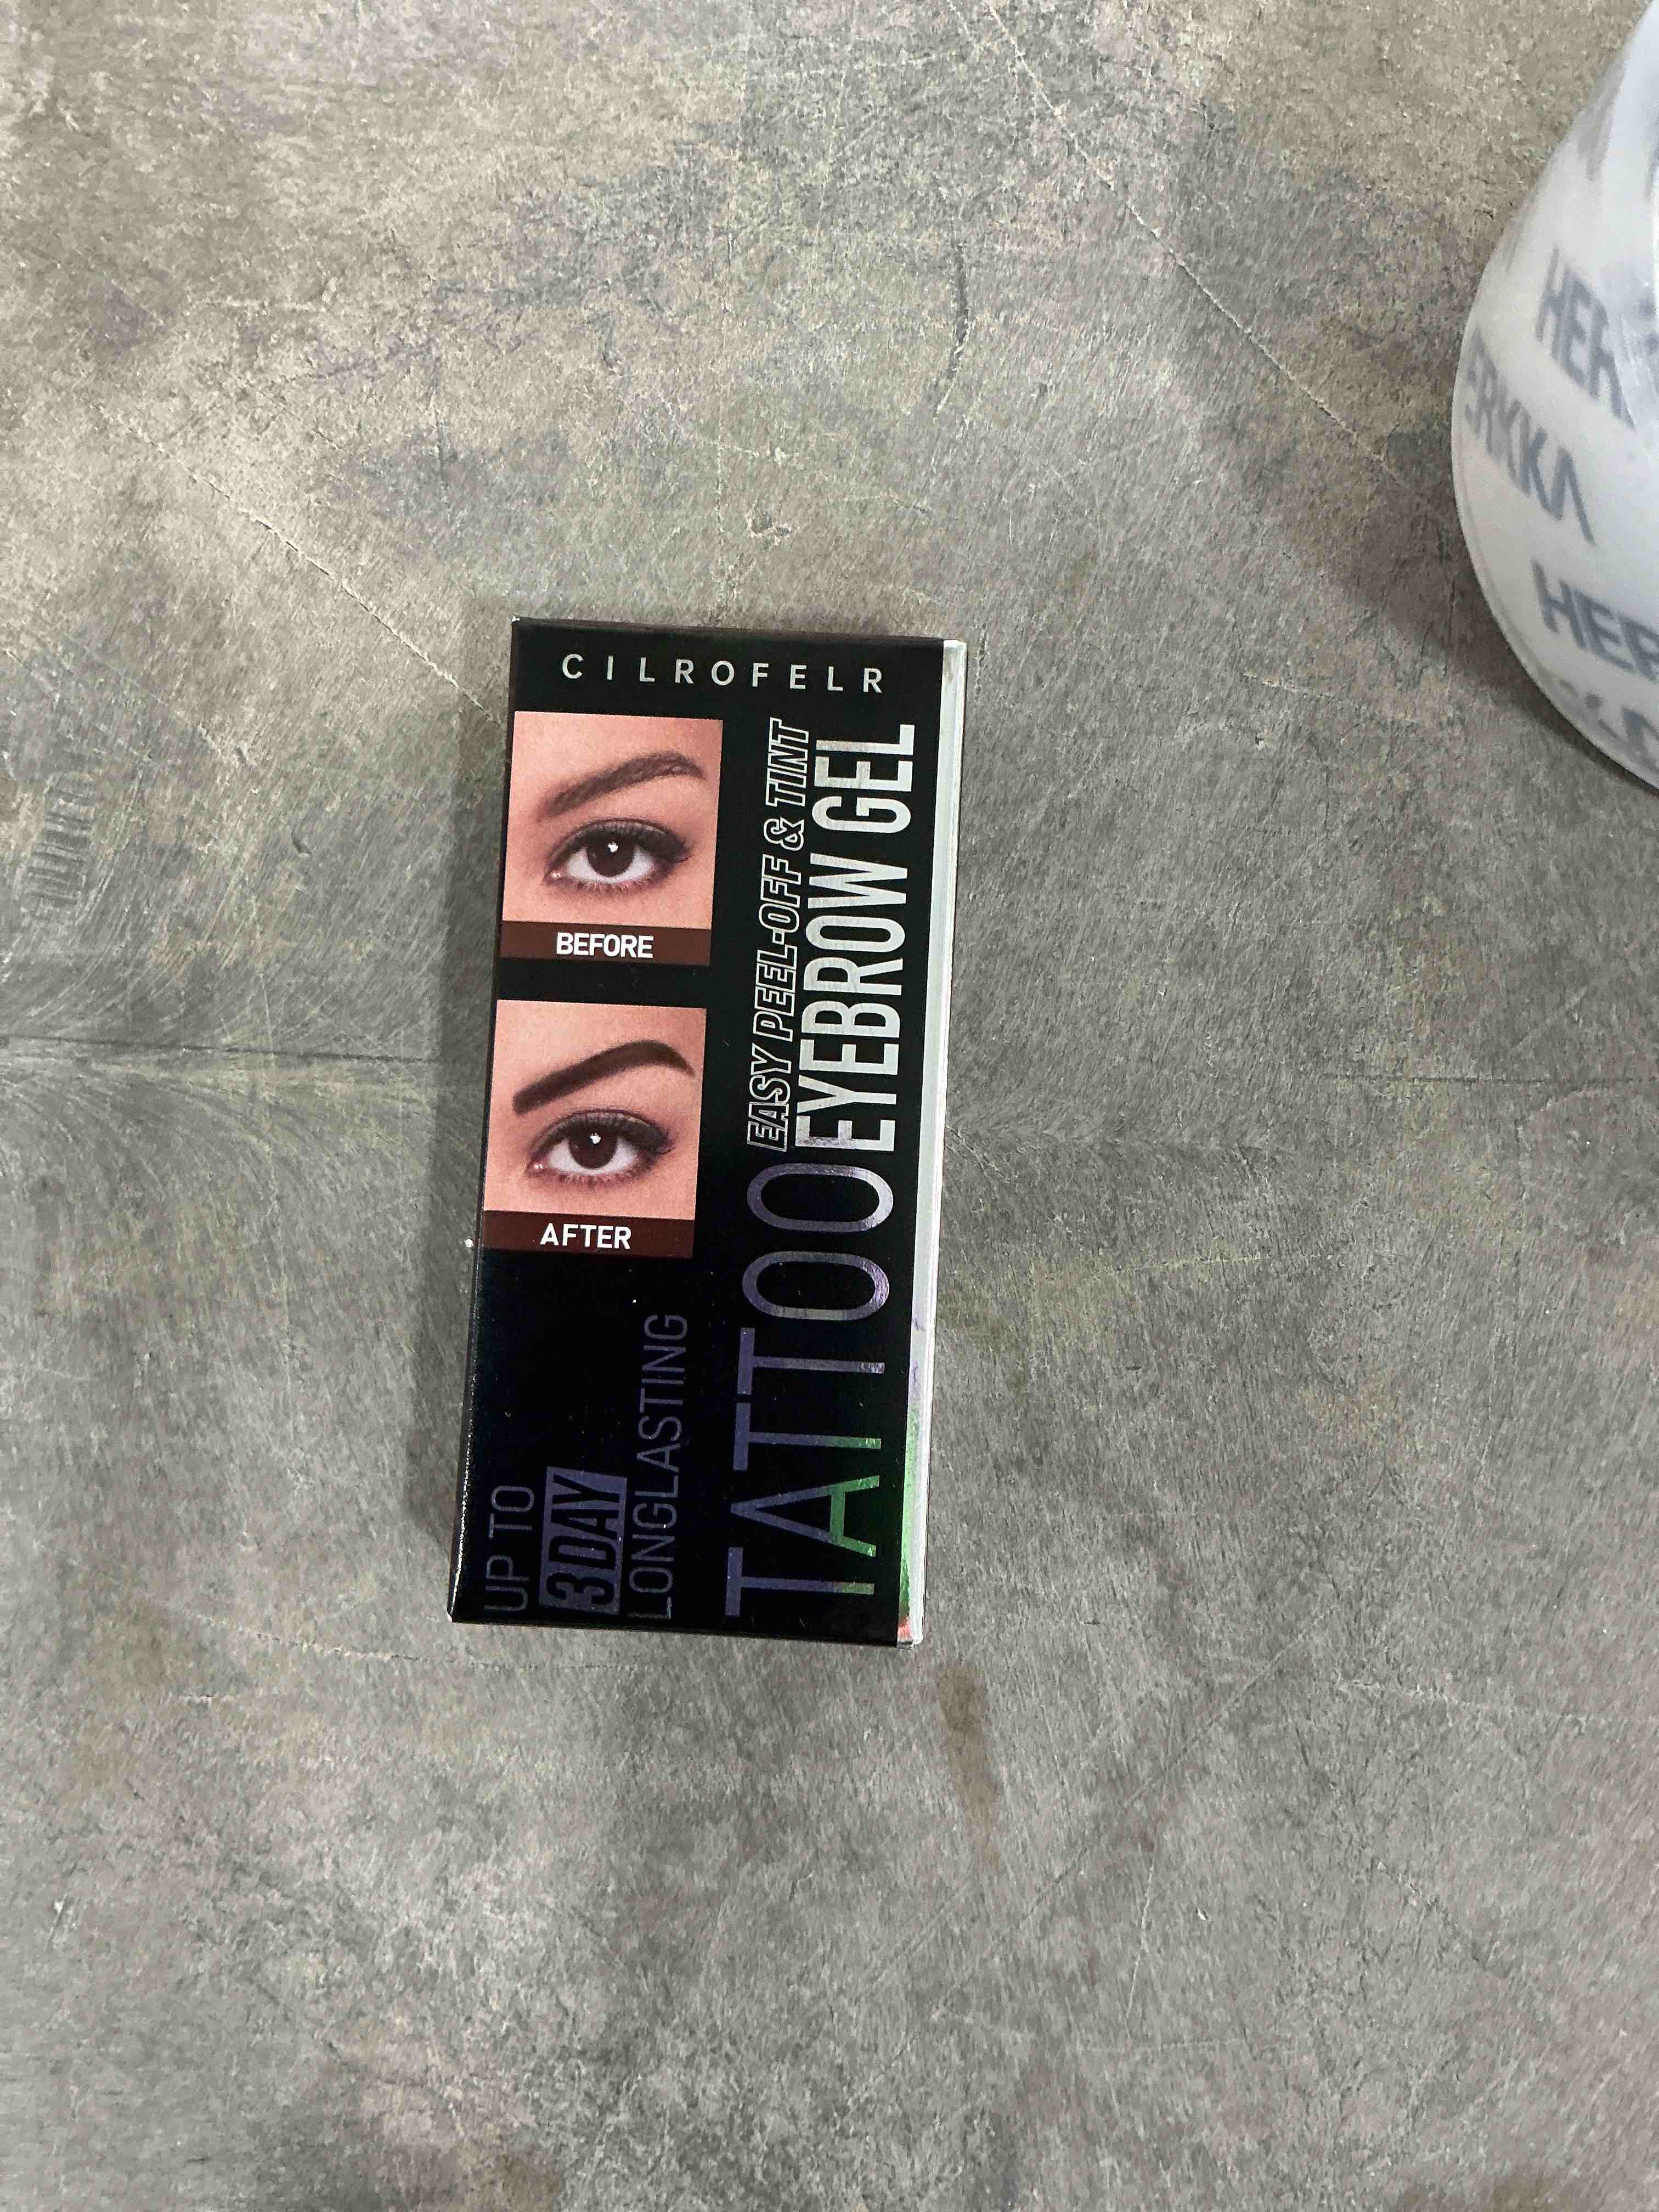 CILROFELR
BEFORE
AFTER
UP TO
3DAY
LONGLASTING
EASY PEEL-OFF & TINT
TATTOO EYEBROW GEL
HER
ERKKA
HER